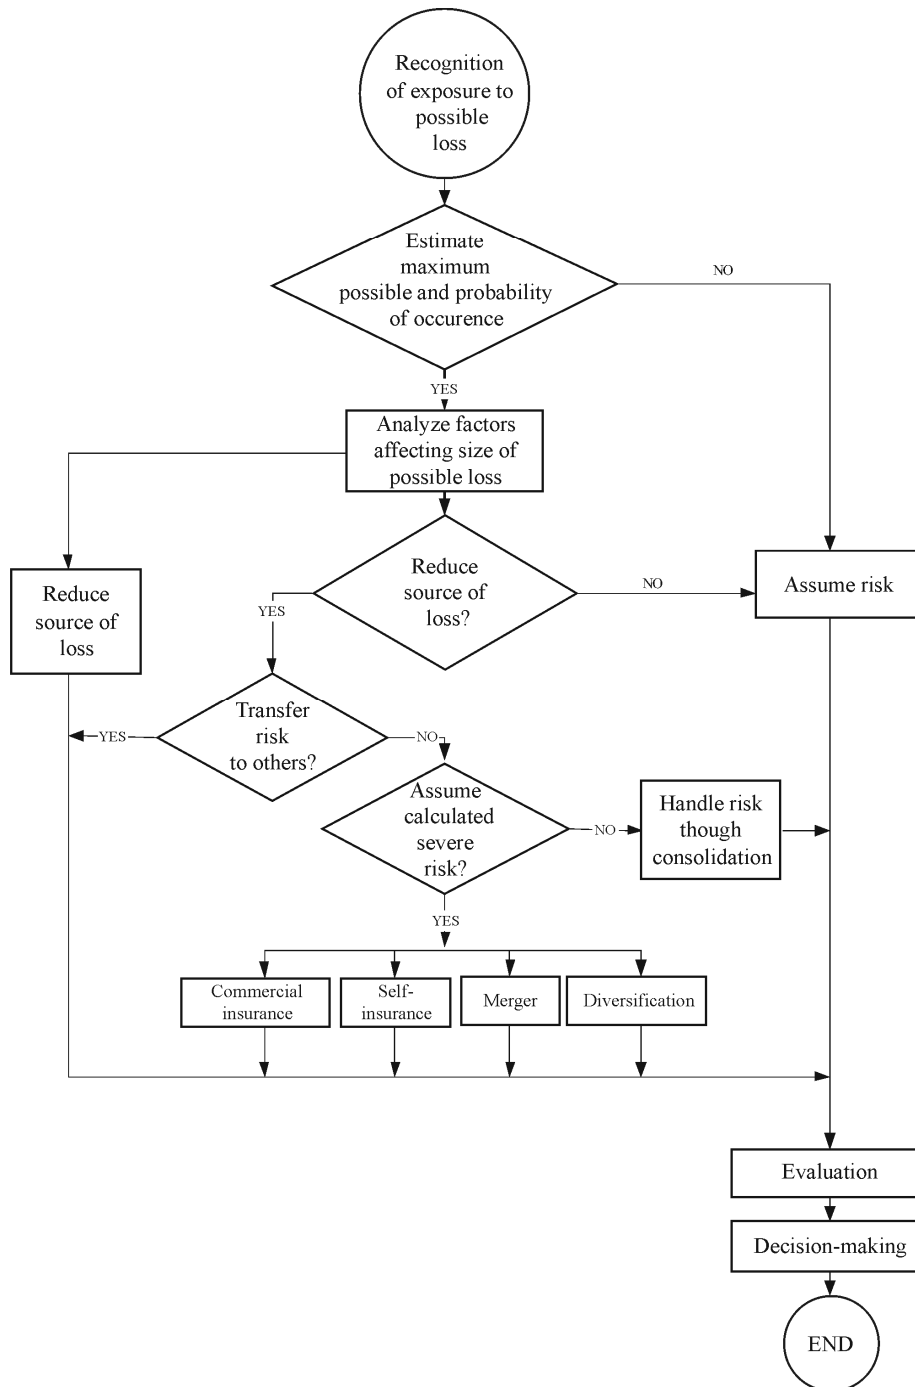 Recognition
of exposure to
possible
loss
Estimate
maximum
possible and probability
of occurence
NO
YES
Analyze factors
affecting size of
possible loss
Reduce
source of
loss
Reduce
source of
loss?
NO
Assume risk
YES
Transfer
risk
to others?
YES
NO
Assume
calculated
severe
risk?
NO
Handle risk
though
consolidation
YES
Commercial
insurance
Self-
insurance
Merger
Diversification
Evaluation
Decision-making
END